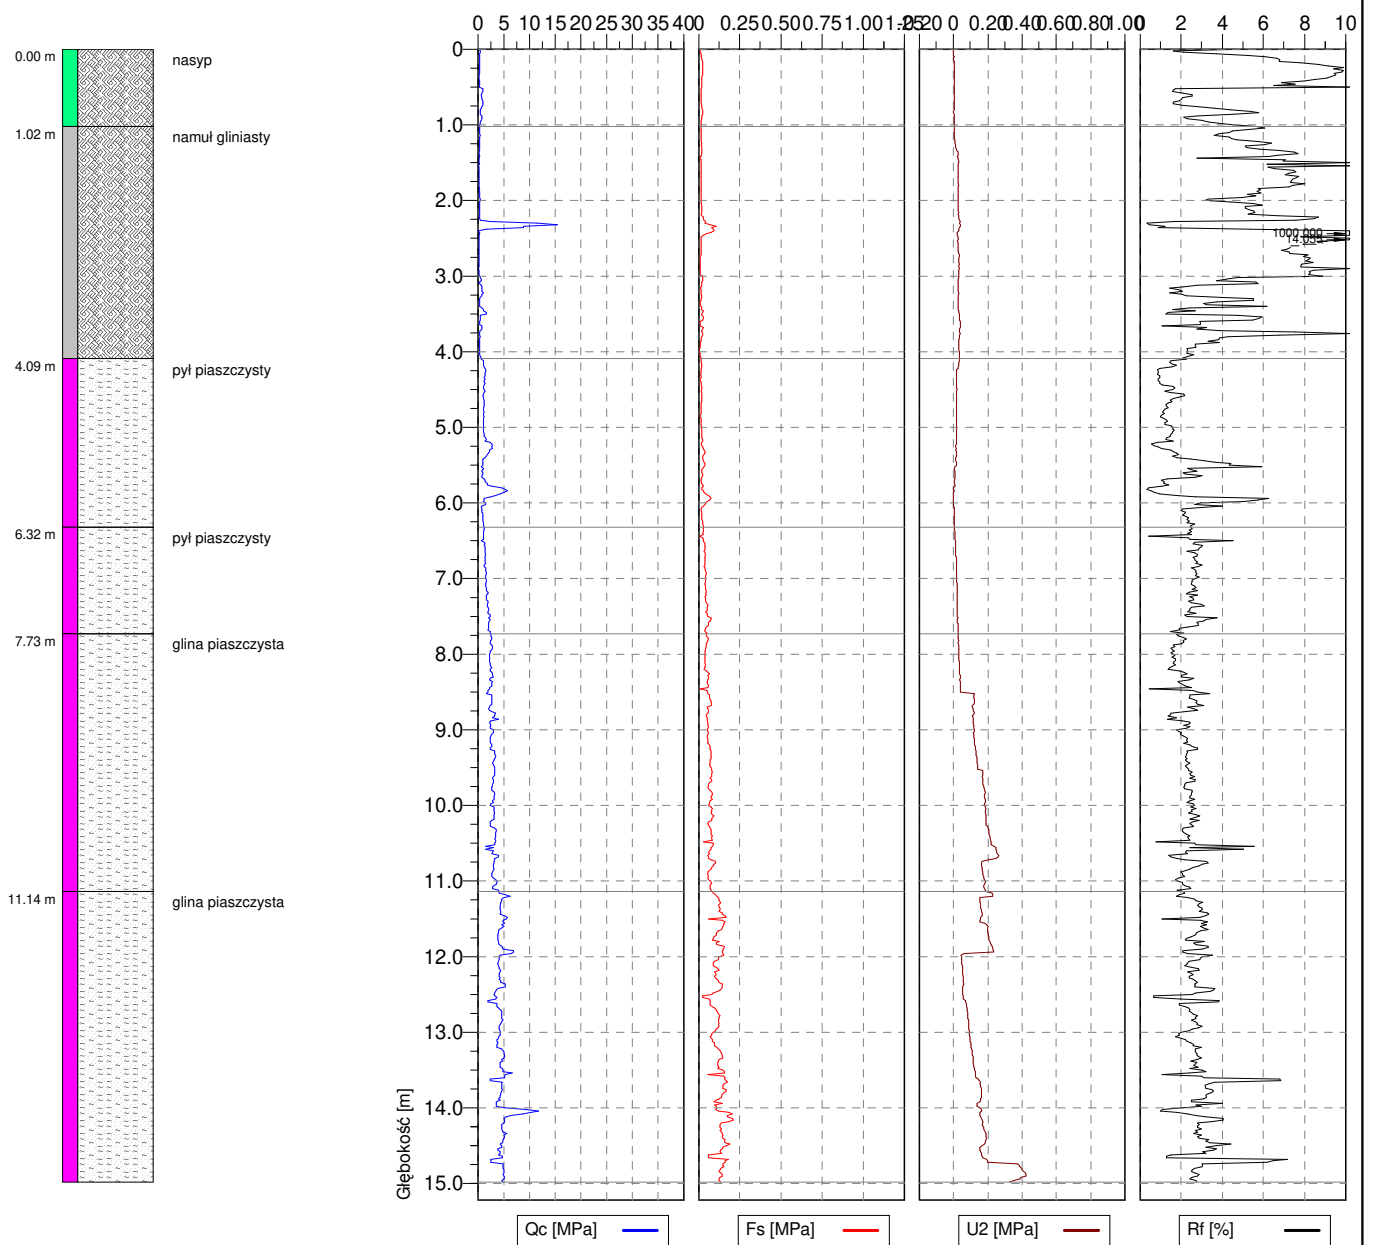 0 5 10 15 20 25 30 35 40
0 0.25 0.50 0.75 1.00 1.25
-0.20 0 0.20 0.40 0.60 0.80 1.00
0 2 4 6 8 10
0.00 m nasyp
1.02 m namuł gliniasty
4.09 m pył piaszczysty
6.32 m pył piaszczysty
7.73 m glina piaszczysta
11.14 m glina piaszczysta
0
1.0
2.0
3.0
4.0
5.0
6.0
7.0
8.0
9.0
10.0
11.0
12.0
13.0
14.0
15.0
1000.000
Głębokość [m]
Qc [MPa]
Fs [MPa]
U2 [MPa]
Rf [%]